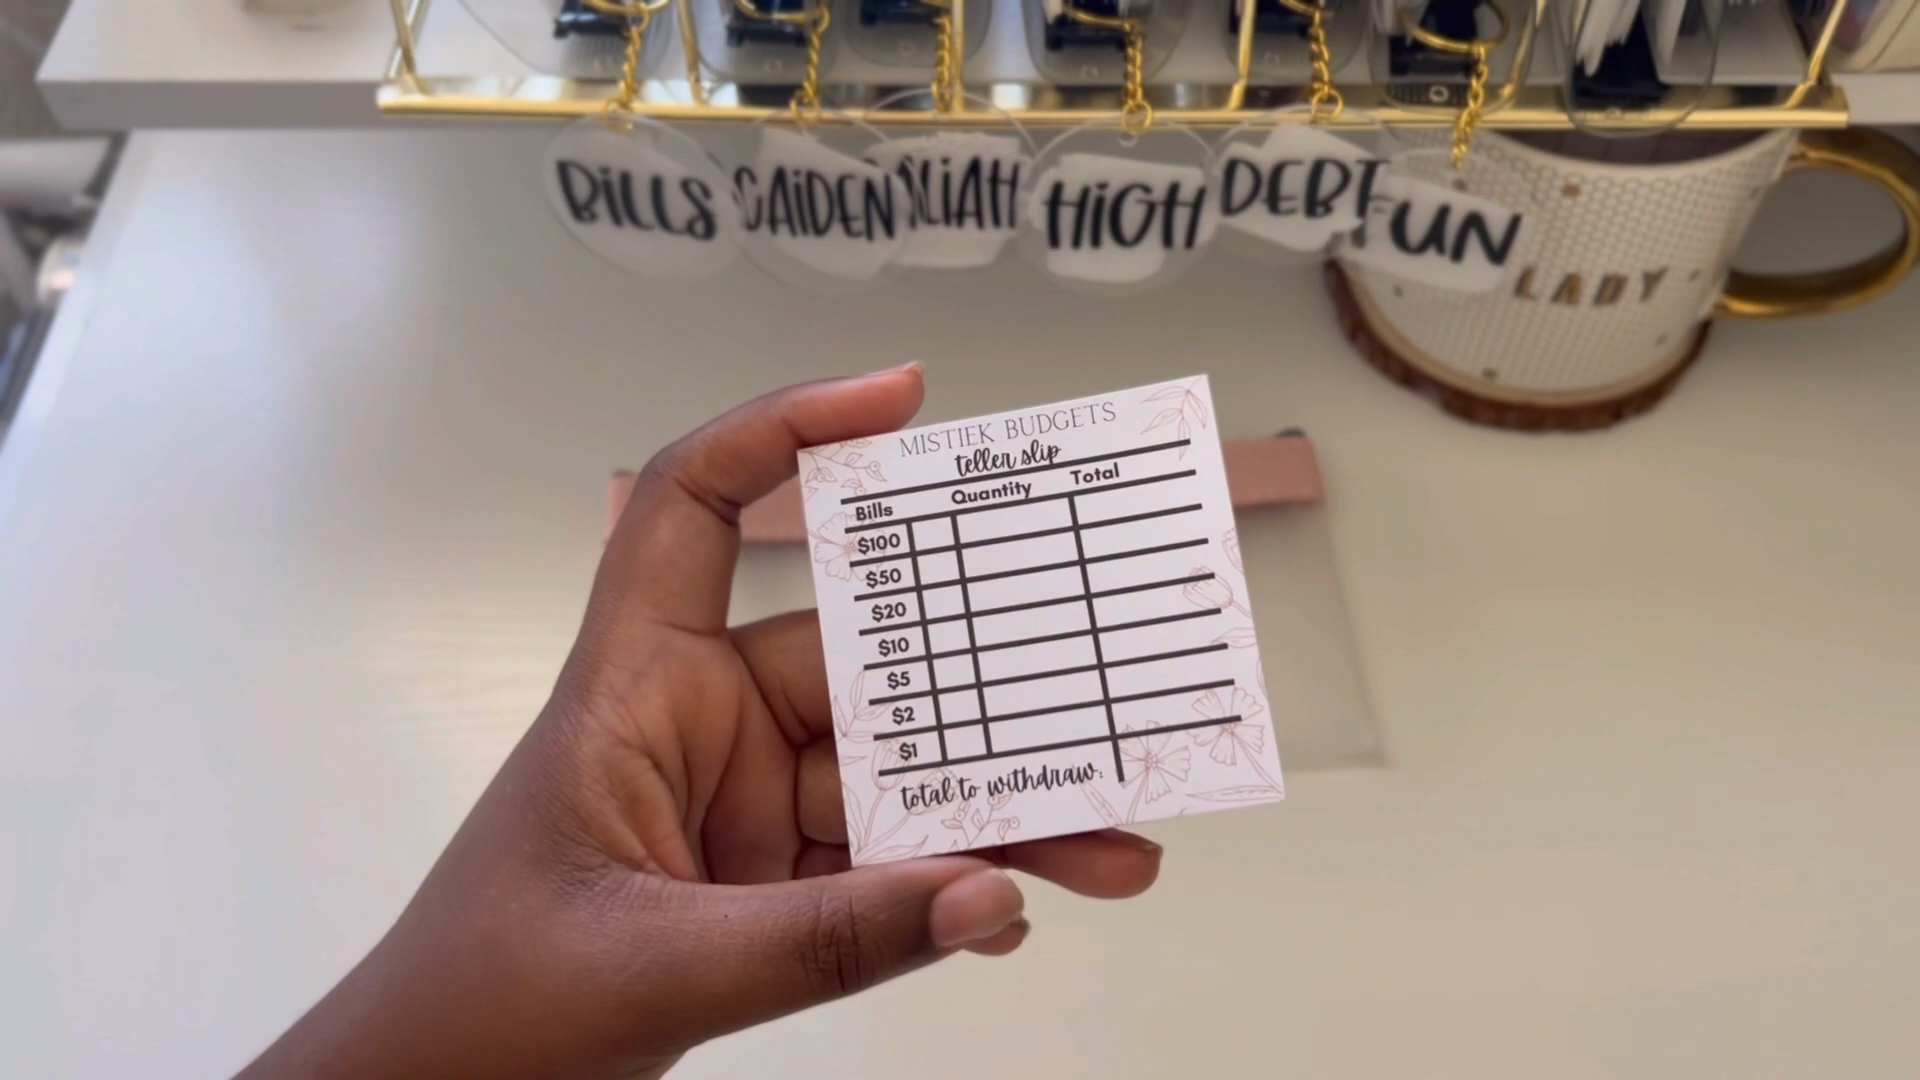 BiLLS
CAiDEN
LiAH
HiGH
DEBT
FUN
LADY
MISTIEK BUDGETS
teller slip
Bills Quantity Total
$100
$50
$20
$10
$5
$2
$1
total to withdraw: